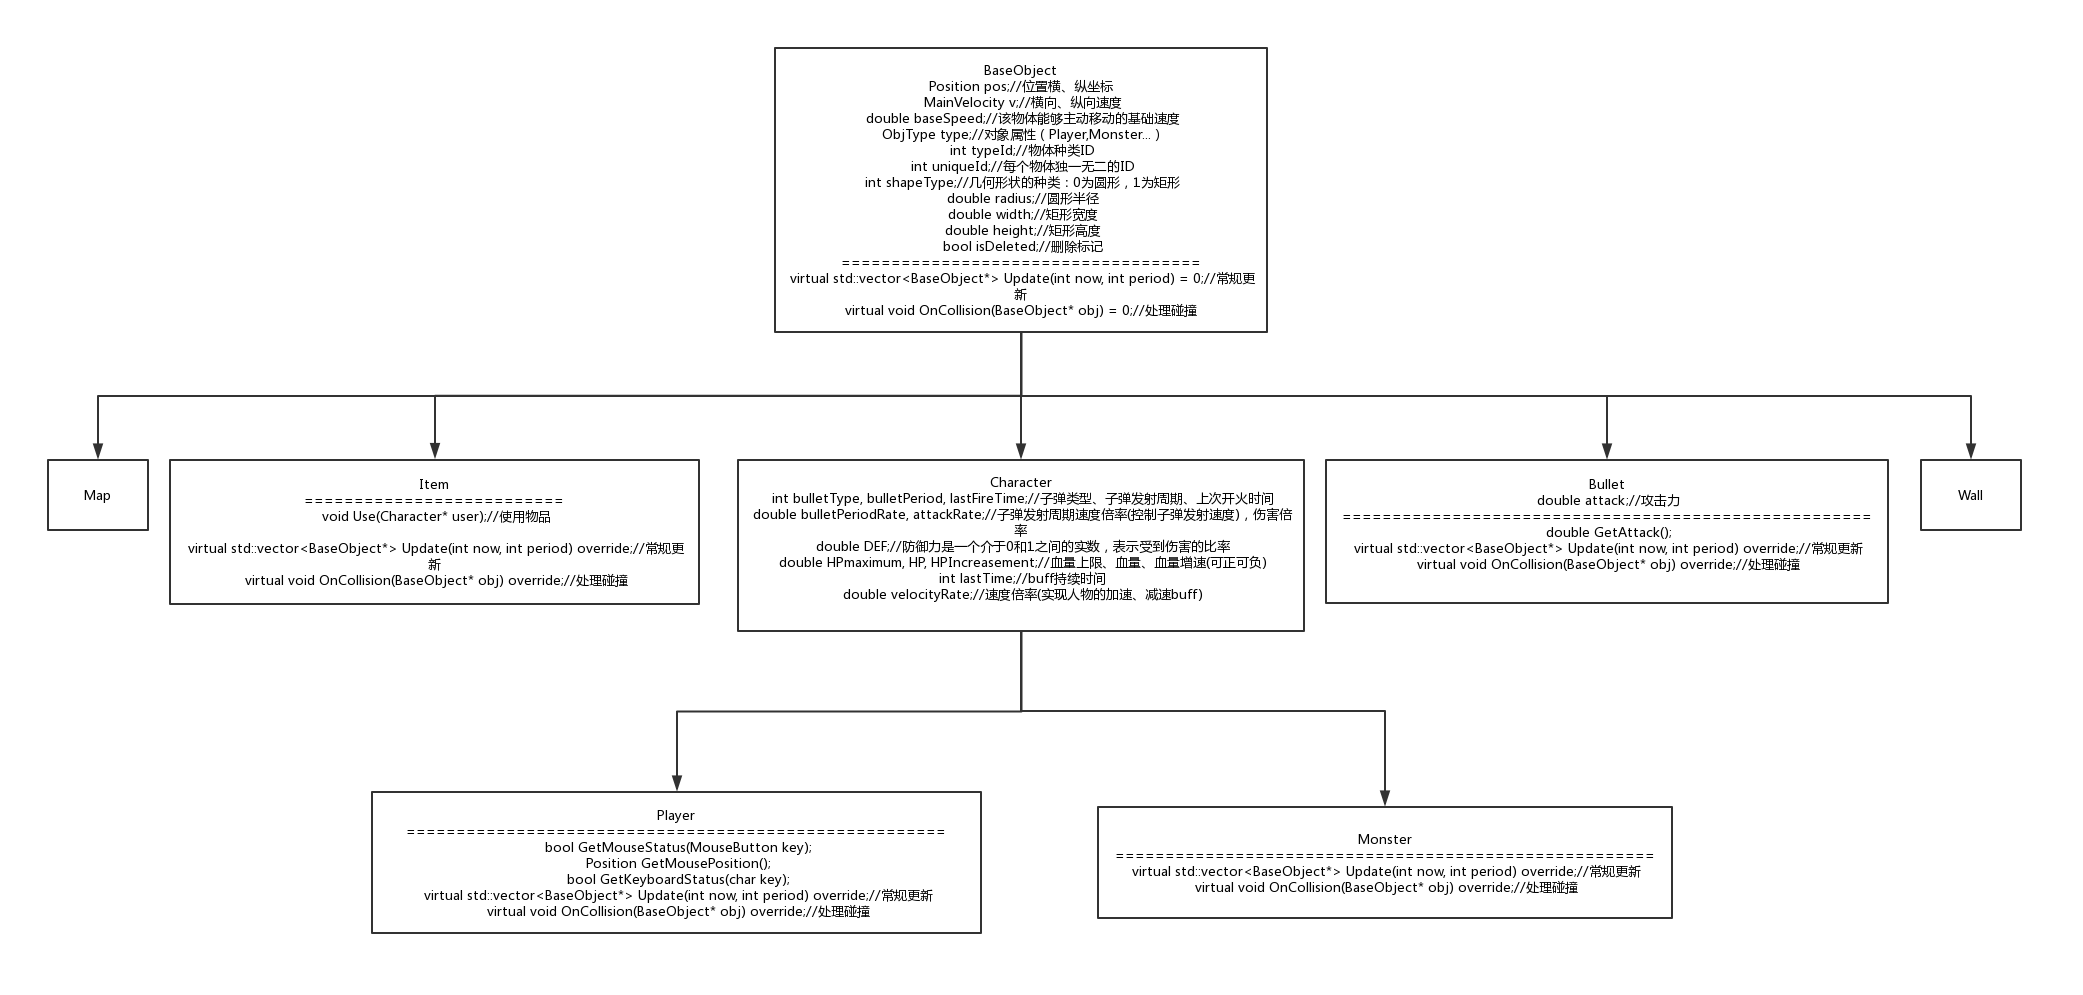 BaseObject
Position pos;//位置横、纵坐标
MainVelocity v;//横向、纵向速度
double baseSpeed;//该物体能够主动移动的基础速度
ObjType type;//对象属性（Player,Monster...）
int typeId;//物体种类ID
int uniqueId;//每个物体独一无二的ID
int shapeType;//几何形状的种类：0为圆形，1为矩形
double radius;//圆形半径
double width;//矩形宽度
double height;//矩形高度
bool isDeleted;//删除标记
====================================
virtual std::vector<BaseObject*> Update(int now, int period) = 0;//常规更
新
virtual void OnCollision(BaseObject* obj) = 0;//处理碰撞
Map
Item
==========================
void Use(Character* user);//使用物品
virtual std::vector<BaseObject*> Update(int now, int period) override;//常规更
新
virtual void OnCollision(BaseObject* obj) override;//处理碰撞
Character
int bulletType, bulletPeriod, lastFireTime;//子弹类型、子弹发射周期、上次开火时间
double bulletPeriodRate, attackRate;//子弹发射周期速度倍率(控制子弹发射速度)，伤害倍
率
double DEF;//防御力是一个介于0和1之间的实数，表示受到伤害的比率
double HPmaximum, HP, HPIncreasement;//血量上限、血量、血量增速(可正可负)
int lastTime;//buff持续时间
double velocityRate;//速度倍率(实现人物的加速、减速buff)
Bullet
double attack;//攻击力
=====================================================
double GetAttack();
virtual std::vector<BaseObject*> Update(int now, int period) override;//常规更新
virtual void OnCollision(BaseObject* obj) override;//处理碰撞
Wall
Player
======================================================
bool GetMouseStatus(MouseButton key);
Position GetMousePosition();
bool GetKeyboardStatus(char key);
virtual std::vector<BaseObject*> Update(int now, int period) override;//常规更新
virtual void OnCollision(BaseObject* obj) override;//处理碰撞
Monster
======================================================
virtual std::vector<BaseObject*> Update(int now, int period) override;//常规更新
virtual void OnCollision(BaseObject* obj) override;//处理碰撞